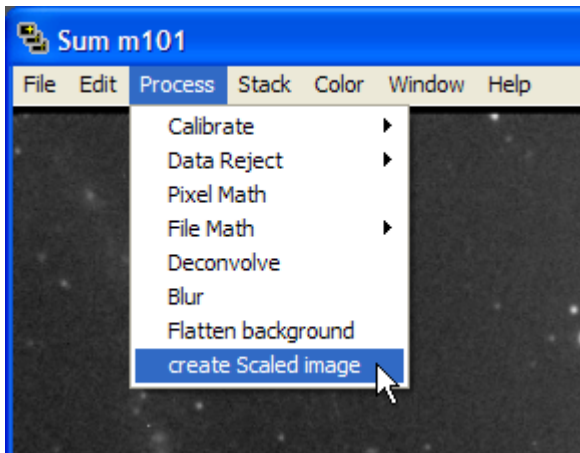 Sum m101
File Edit Process Stack Color Window Help
Calibrate
Data Reject
Pixel Math
File Math
Deconvolve
Blur
Flatten background
create Scaled image